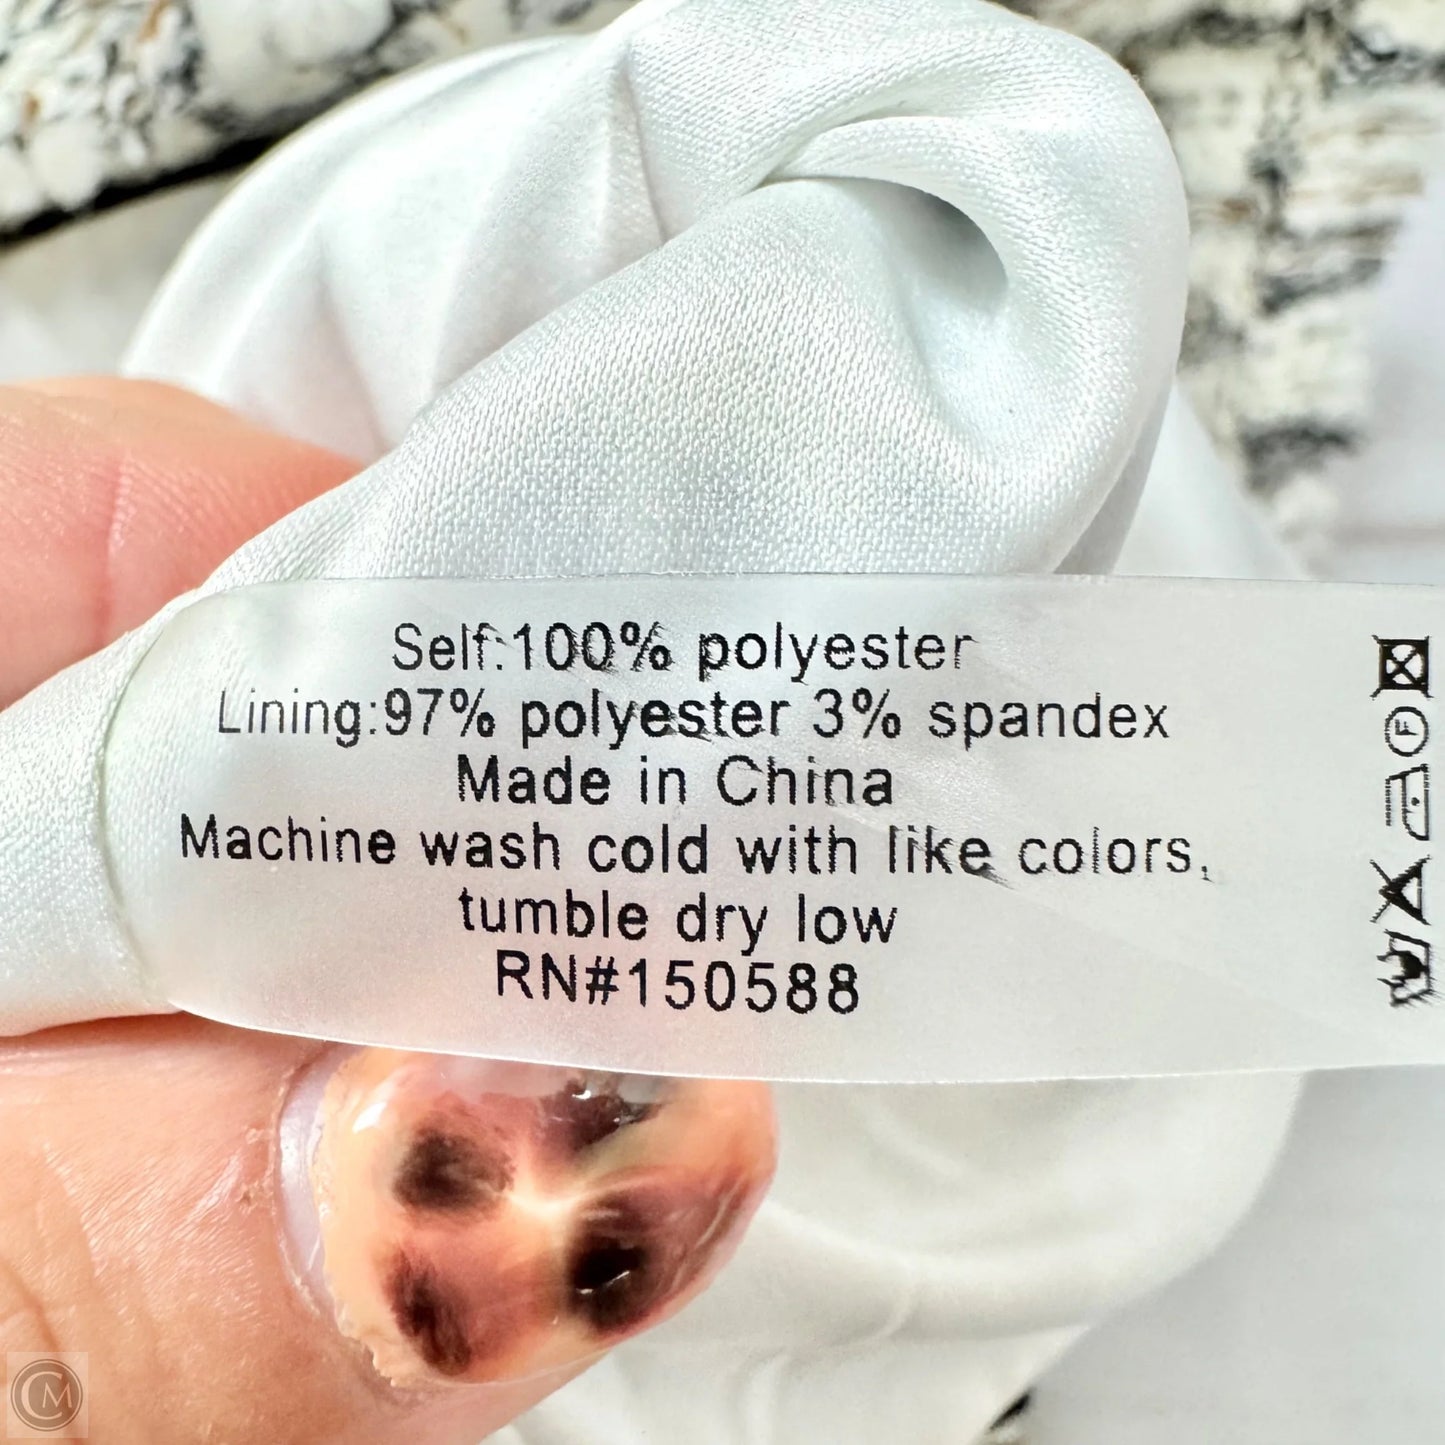 Self:100% polyester
Lining:97% polyester 3% spandex
Made in China
Machine wash cold with like colors,
tumble dry low
RN#150588
F
CM